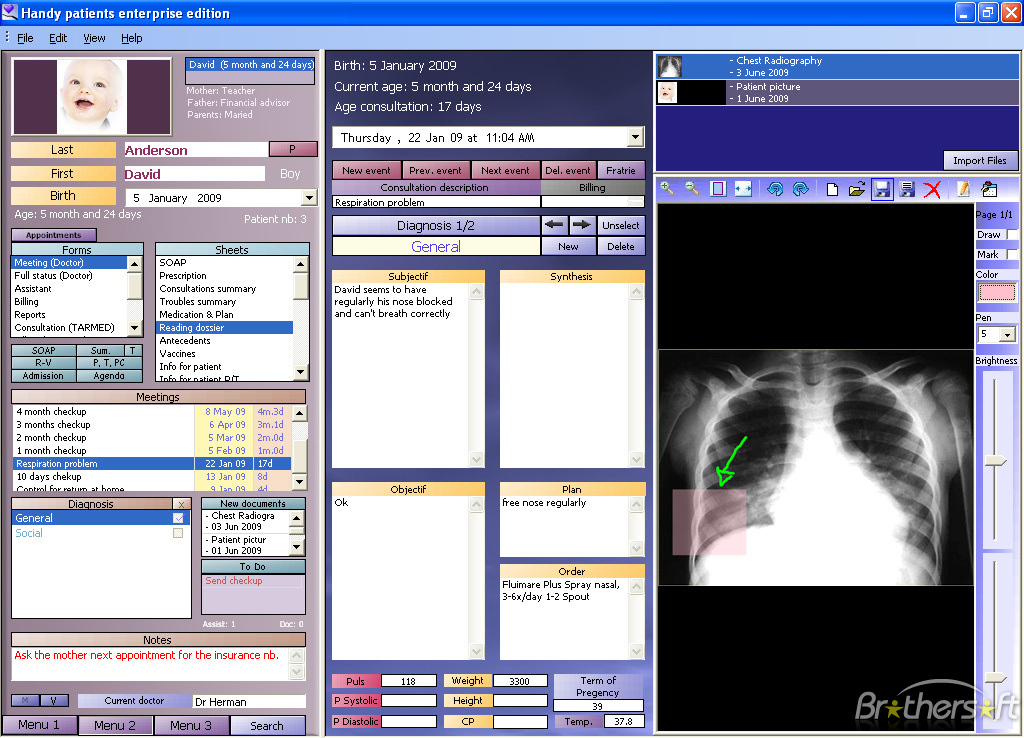 Handy patients enterprise edition
File Edit View Help
David (5 month and 24 days)
Mother: Teacher
Father: Financial advisor
Parents: Maried
Last Anderson P
First David Boy
Birth 5 January 2009
Age: 5 month and 24 days
Patient nb: 3
Appointments
Forms
Meeting (Doctor)
Full status (Doctor)
Assistant
Billing
Reports
Consultation (TARMED)
SOAP Sum. T
R-V P, T, PC
Admission Agenda
Sheets
SOAP
Prescription
Consultations summary
Troubles summary
Medication & Plan
Reading dossier
Antecedents
Vaccines
Info for patient
Info for patient P/T
Meetings
4 month checkup 8 May 09 4m.3d
3 months checkup 6 Apr 09 3m.1d
2 month checkup 5 Mar 09 2m.0d
1 month checkup 5 Feb 09 1m.0d
Respiration problem 22 Jan 09 17d
10 days chekup 13 Jan 09 8d
Control for return at home 9 Jan 09 4d
Diagnosis X
General
Social
New documents
- Chest Radiogra
- 03 Jun 2009
- Patient pictur
- 01 Jun 2009
To Do
Send checkup
Assist: 1 Doc: 0
Notes
Ask the mother next appointment for the insurance nb.
M V Current doctor Dr Herman
Menu 1 Menu 2 Menu 3 Search
Birth: 5 January 2009
Current age: 5 month and 24 days
Age consultation: 17 days
Thursday , 22 Jan 09 at 11:04 AM
New event Prev. event Next event Del. event Fratrie
Consultation description Billing
Respiration problem
Diagnosis 1/2 Unselect
General New Delete
Subjectif
David seems to have
regularly his nose blocked
and can't breath correctly
Synthesis
Objectif
Ok
Plan
free nose regularly
Order
Fluimare Plus Spray nasal,
3-6x/day 1-2 Spout
Puls 118 Weight 3300 Term of
Pregency
P Systolic Height 39
P Diastolic CP Temp. 37.8
- Chest Radiography
- 3 June 2009
- Patient picture
- 1 June 2009
Import Files
Page 1/1
Draw
Mark
Color
Pen
5
Brightness
Brothersoft